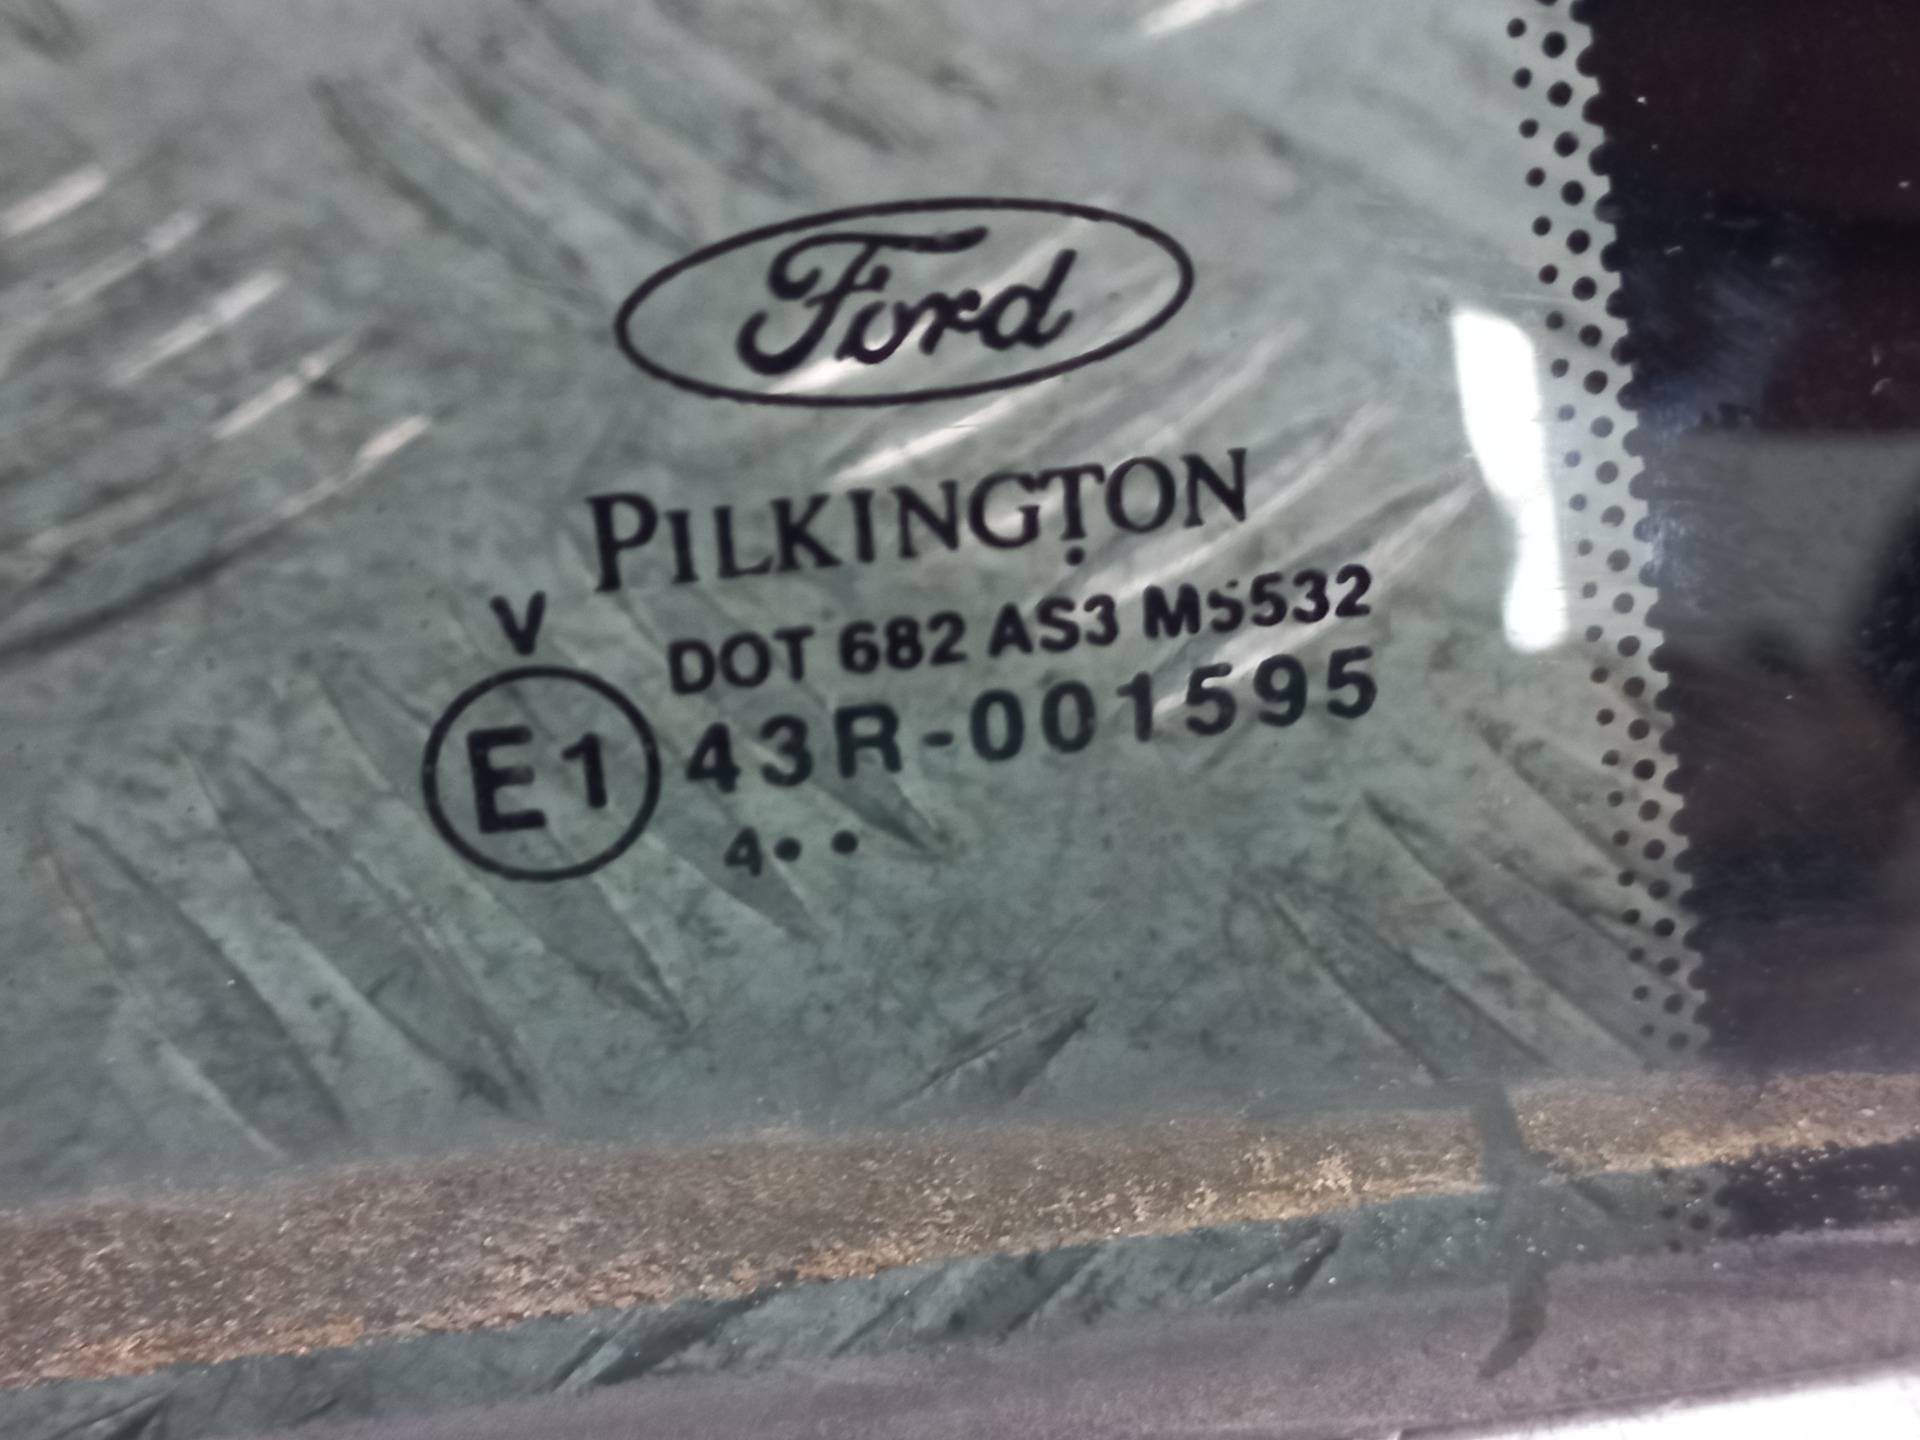 Ford
PILKINGTON
V
DOT 682 AS3 M5532
E1 43R-001595
4• •